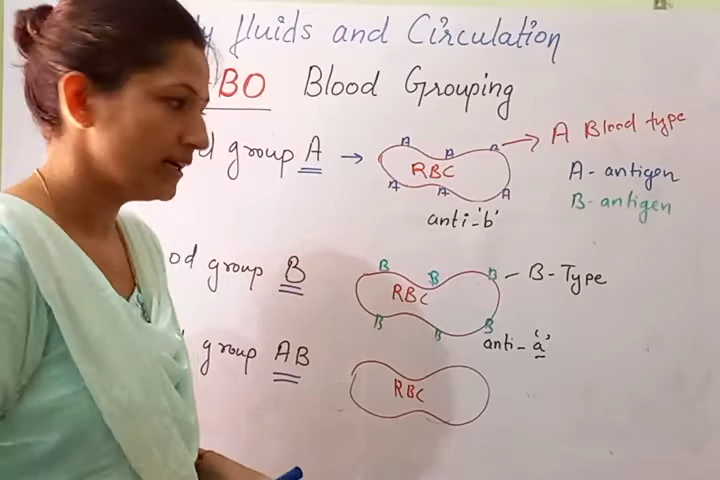 fluids and Circulation
BO Blood Grouping
group A → RBC A A A A A → A Blood type
A - antigen
B - antigen
anti-'b'
od group B RBC B B B B B B - B-Type
anti-'a'
group AB RBC